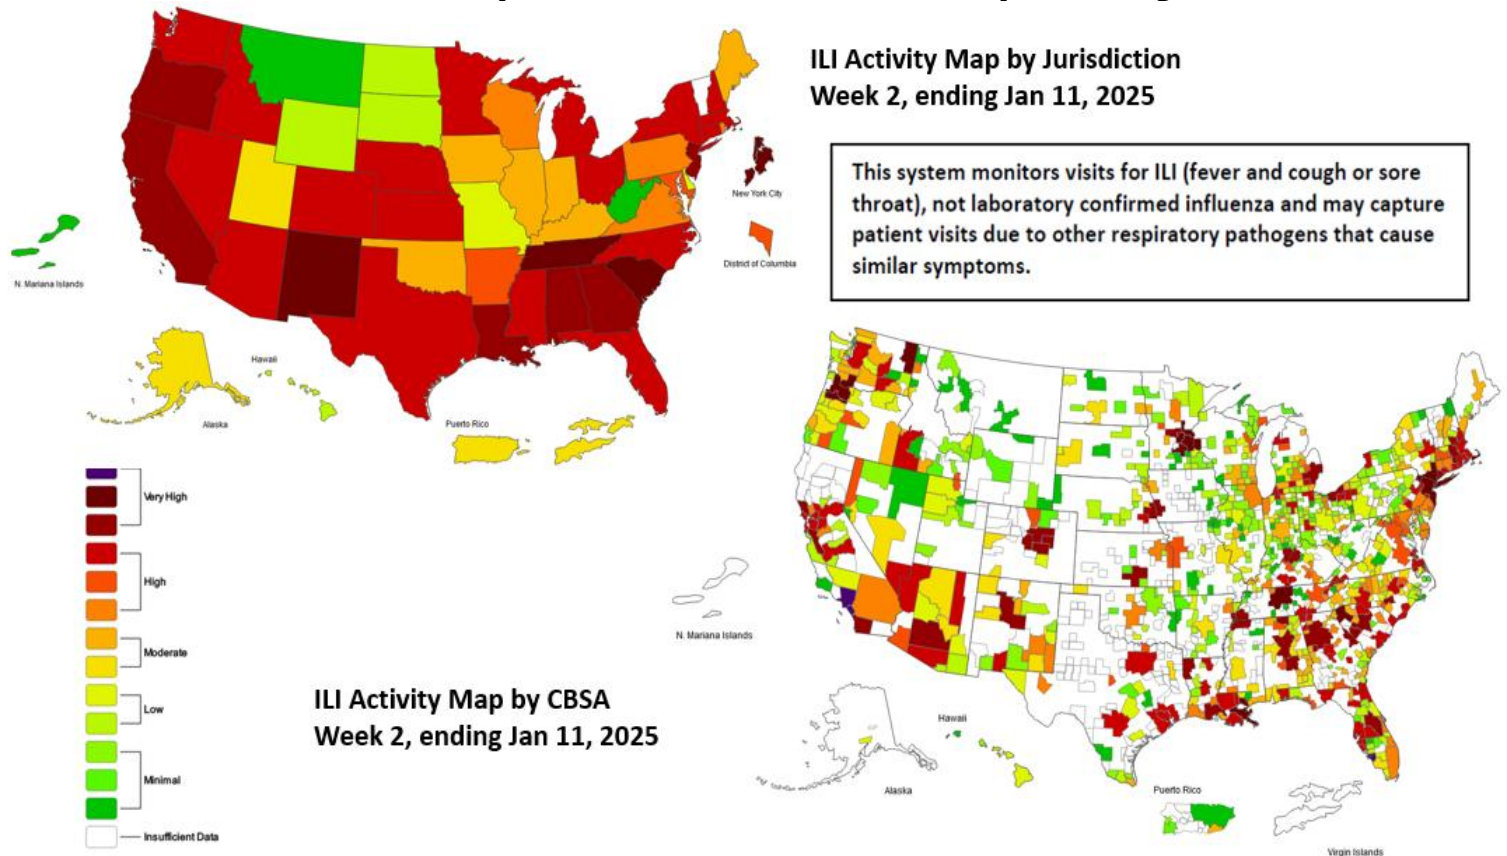 ILI Activity Map by Jurisdiction
Week 2, ending Jan 11, 2025
This system monitors visits for ILI (fever and cough or sore
throat), not laboratory confirmed influenza and may capture
patient visits due to other respiratory pathogens that cause
similar symptoms.
New York City
District of Columbia
N. Mariana Islands
Hawaii
Alaska
Puerto Rico
Very High
High
Moderate
Low
Minimal
Insufficient Data
ILI Activity Map by CBSA
Week 2, ending Jan 11, 2025
N. Mariana Islands
Hawaii
Alaska
Puerto Rico
Virgin Islands